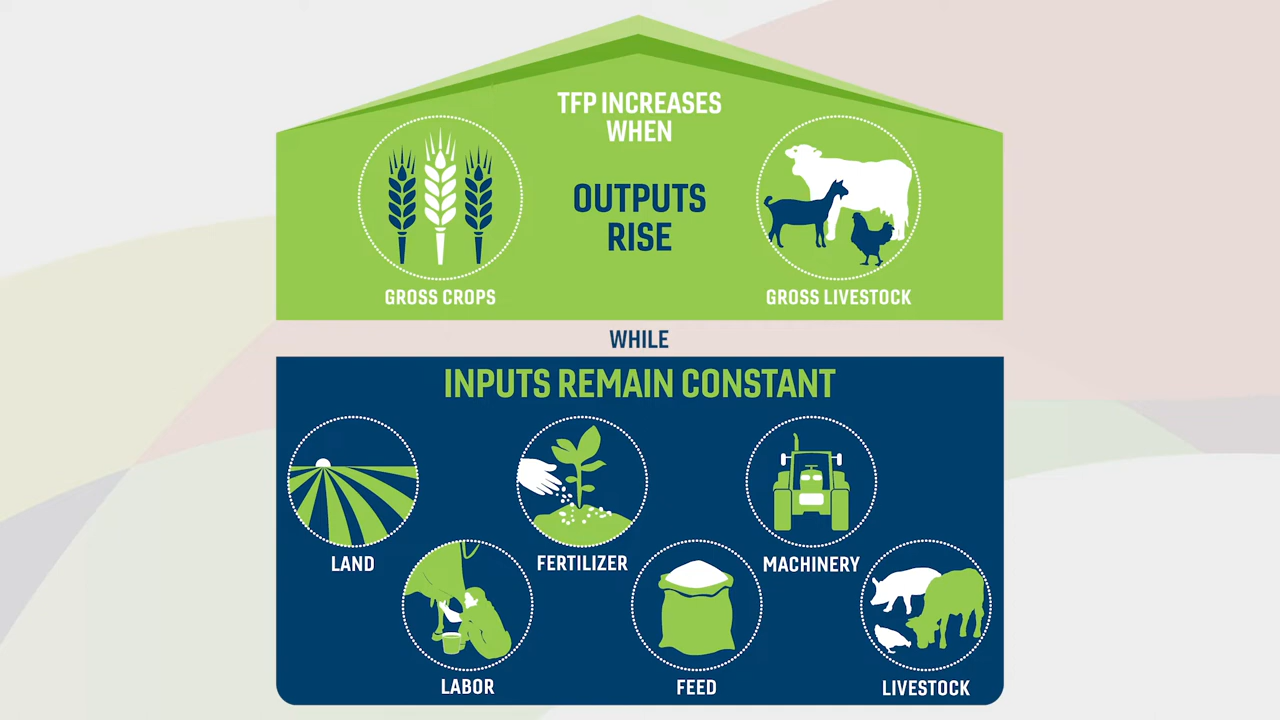 TFP INCREASES
WHEN
OUTPUTS
RISE
GROSS CROPS
GROSS LIVESTOCK
WHILE
INPUTS REMAIN CONSTANT
LAND
FERTILIZER
MACHINERY
LABOR
FEED
LIVESTOCK